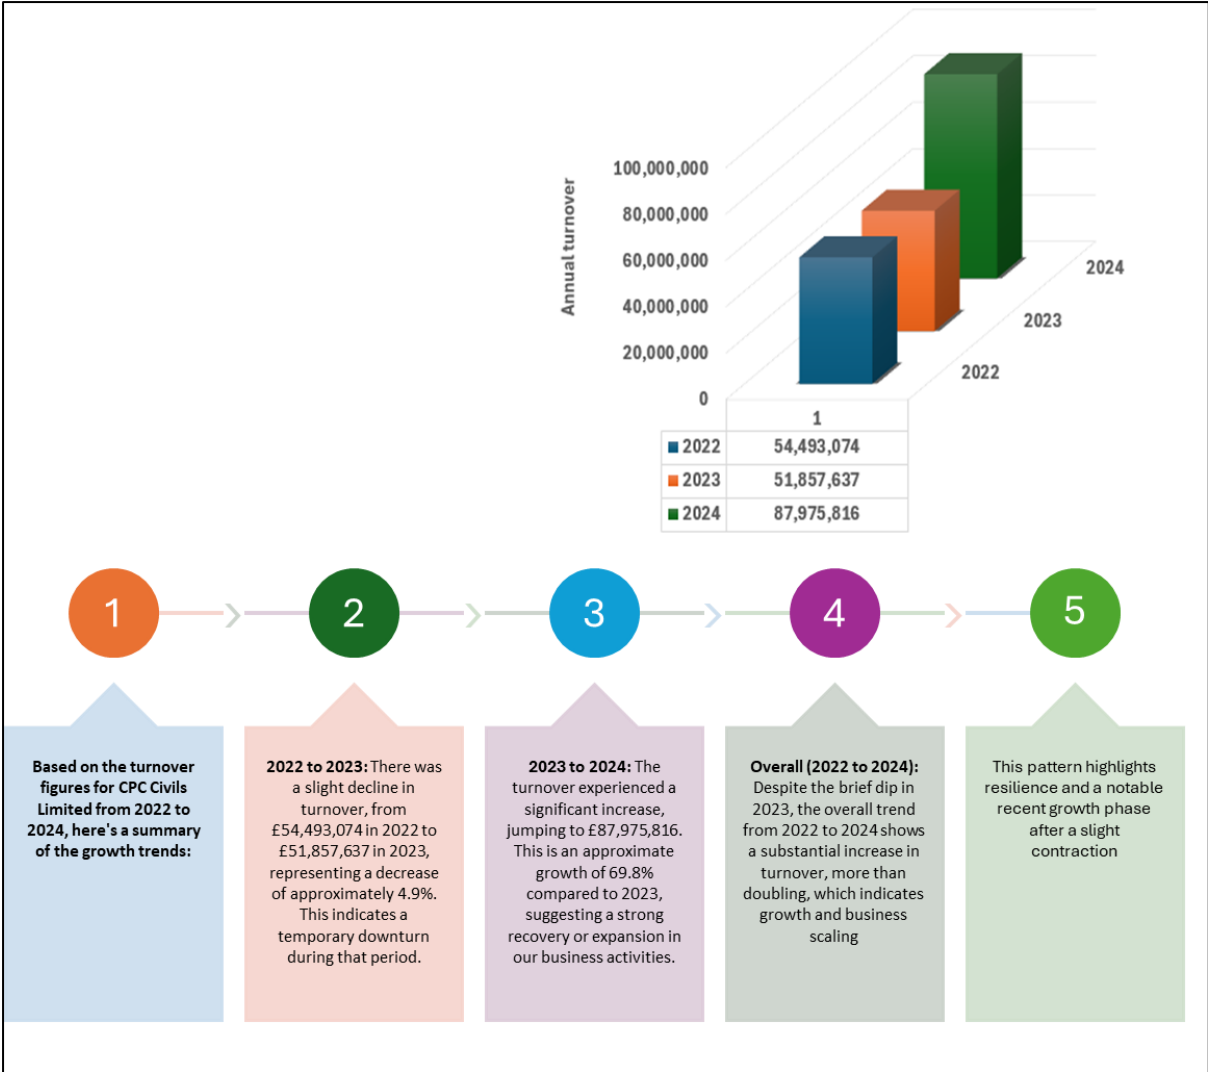 Annual turnover
100,000,000
80,000,000
60,000,000
40,000,000
20,000,000
0
2024
2023
2022
1
2022 54,493,074
2023 51,857,637
2024 87,975,816
1
2
3
4
5
Based on the turnover
figures for CPC Civils
Limited from 2022 to
2024, here's a summary
of the growth trends:
2022 to 2023: There was
a slight decline in
turnover, from
£54,493,074 in 2022 to
£51,857,637 in 2023,
representing a decrease
of approximately 4.9%.
This indicates a
temporary downturn
during that period.
2023 to 2024: The
turnover experienced a
significant increase,
jumping to £87,975,816.
This is an approximate
growth of 69.8%
compared to 2023,
suggesting a strong
recovery or expansion in
our business activities.
Overall (2022 to 2024):
Despite the brief dip in
2023, the overall trend
from 2022 to 2024 shows
a substantial increase in
turnover, more than
doubling, which indicates
growth and business
scaling
This pattern highlights
resilience and a notable
recent growth phase
after a slight
contraction